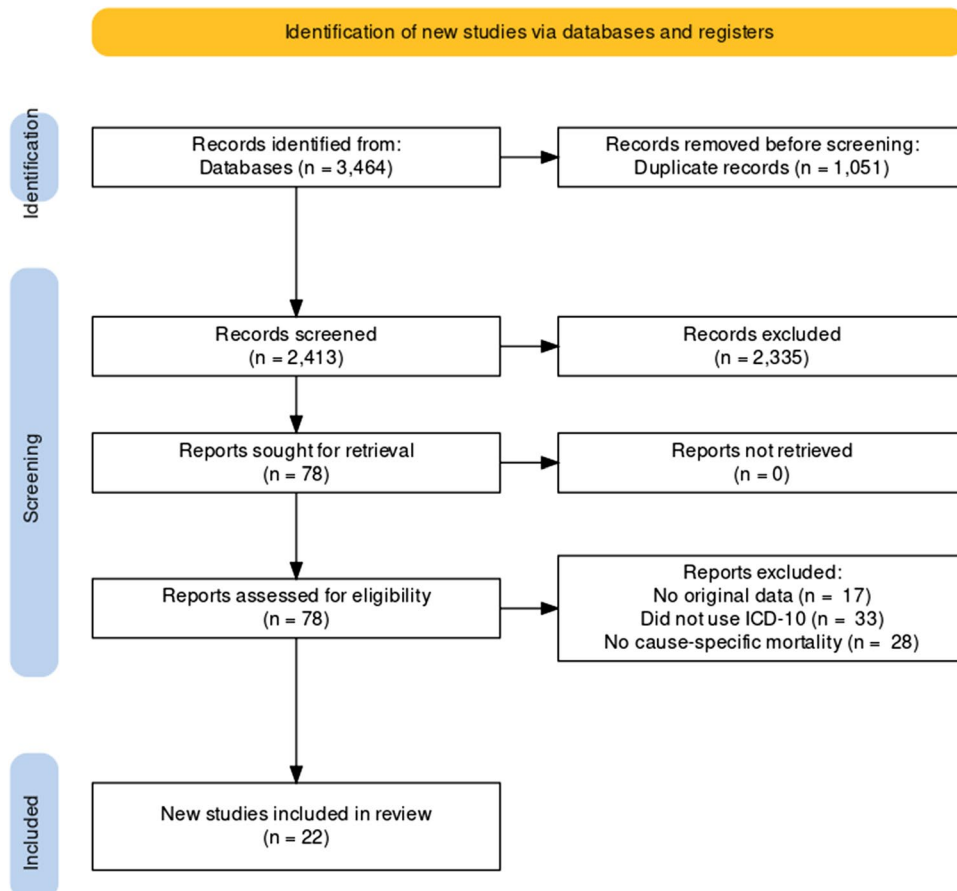 Identification of new studies via databases and registers
Identification
Records identified from:
Databases (n = 3,464)
Records removed before screening:
Duplicate records (n = 1,051)
Screening
Records screened
(n = 2,413)
Records excluded
(n = 2,335)
Reports sought for retrieval
(n = 78)
Reports not retrieved
(n = 0)
Reports assessed for eligibility
(n = 78)
Reports excluded:
No original data (n = 17)
Did not use ICD-10 (n = 33)
No cause-specific mortality (n = 28)
Included
New studies included in review
(n = 22)